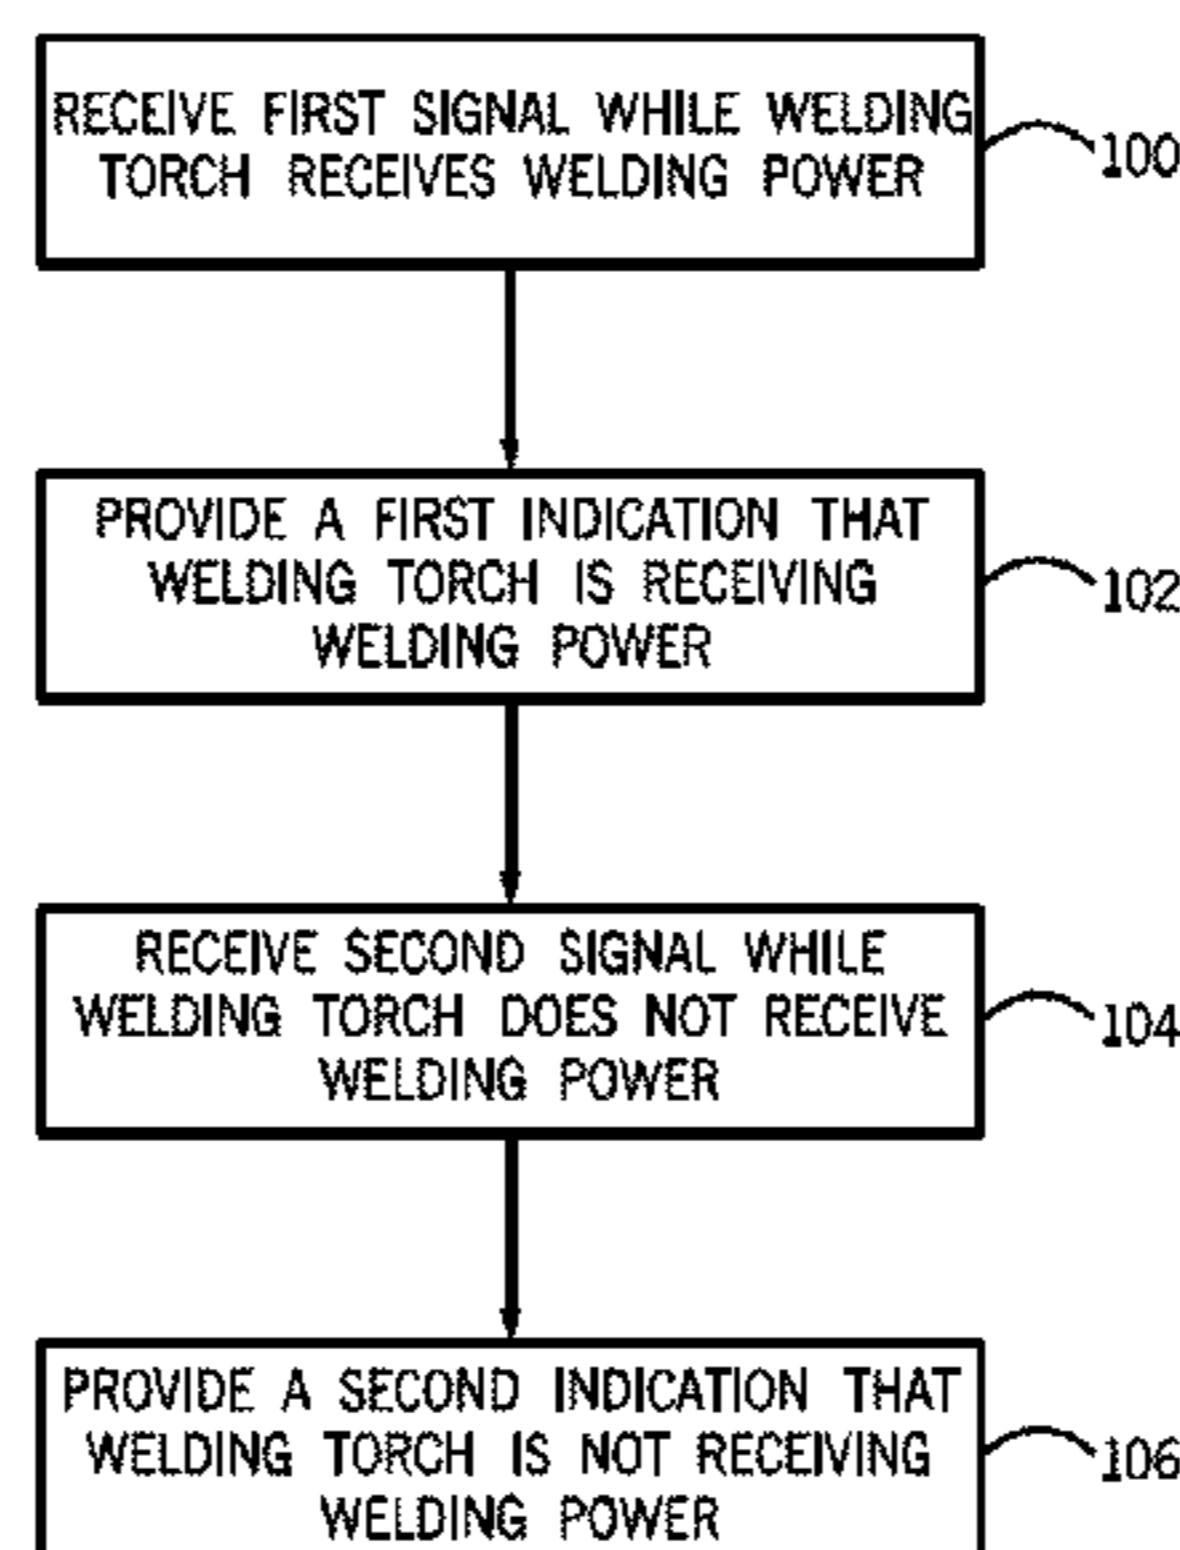 RECEIVE FIRST SIGNAL WHILE WELDING
TORCH RECEIVES WELDING POWER
100
PROVIDE A FIRST INDICATION THAT
WELDING TORCH IS RECEIVING
WELDING POWER
102
RECEIVE SECOND SIGNAL WHILE
WELDING TORCH DOES NOT RECEIVE
WELDING POWER
104
PROVIDE A SECOND INDICATION THAT
WELDING TORCH IS NOT RECEIVING
WELDING POWER
106